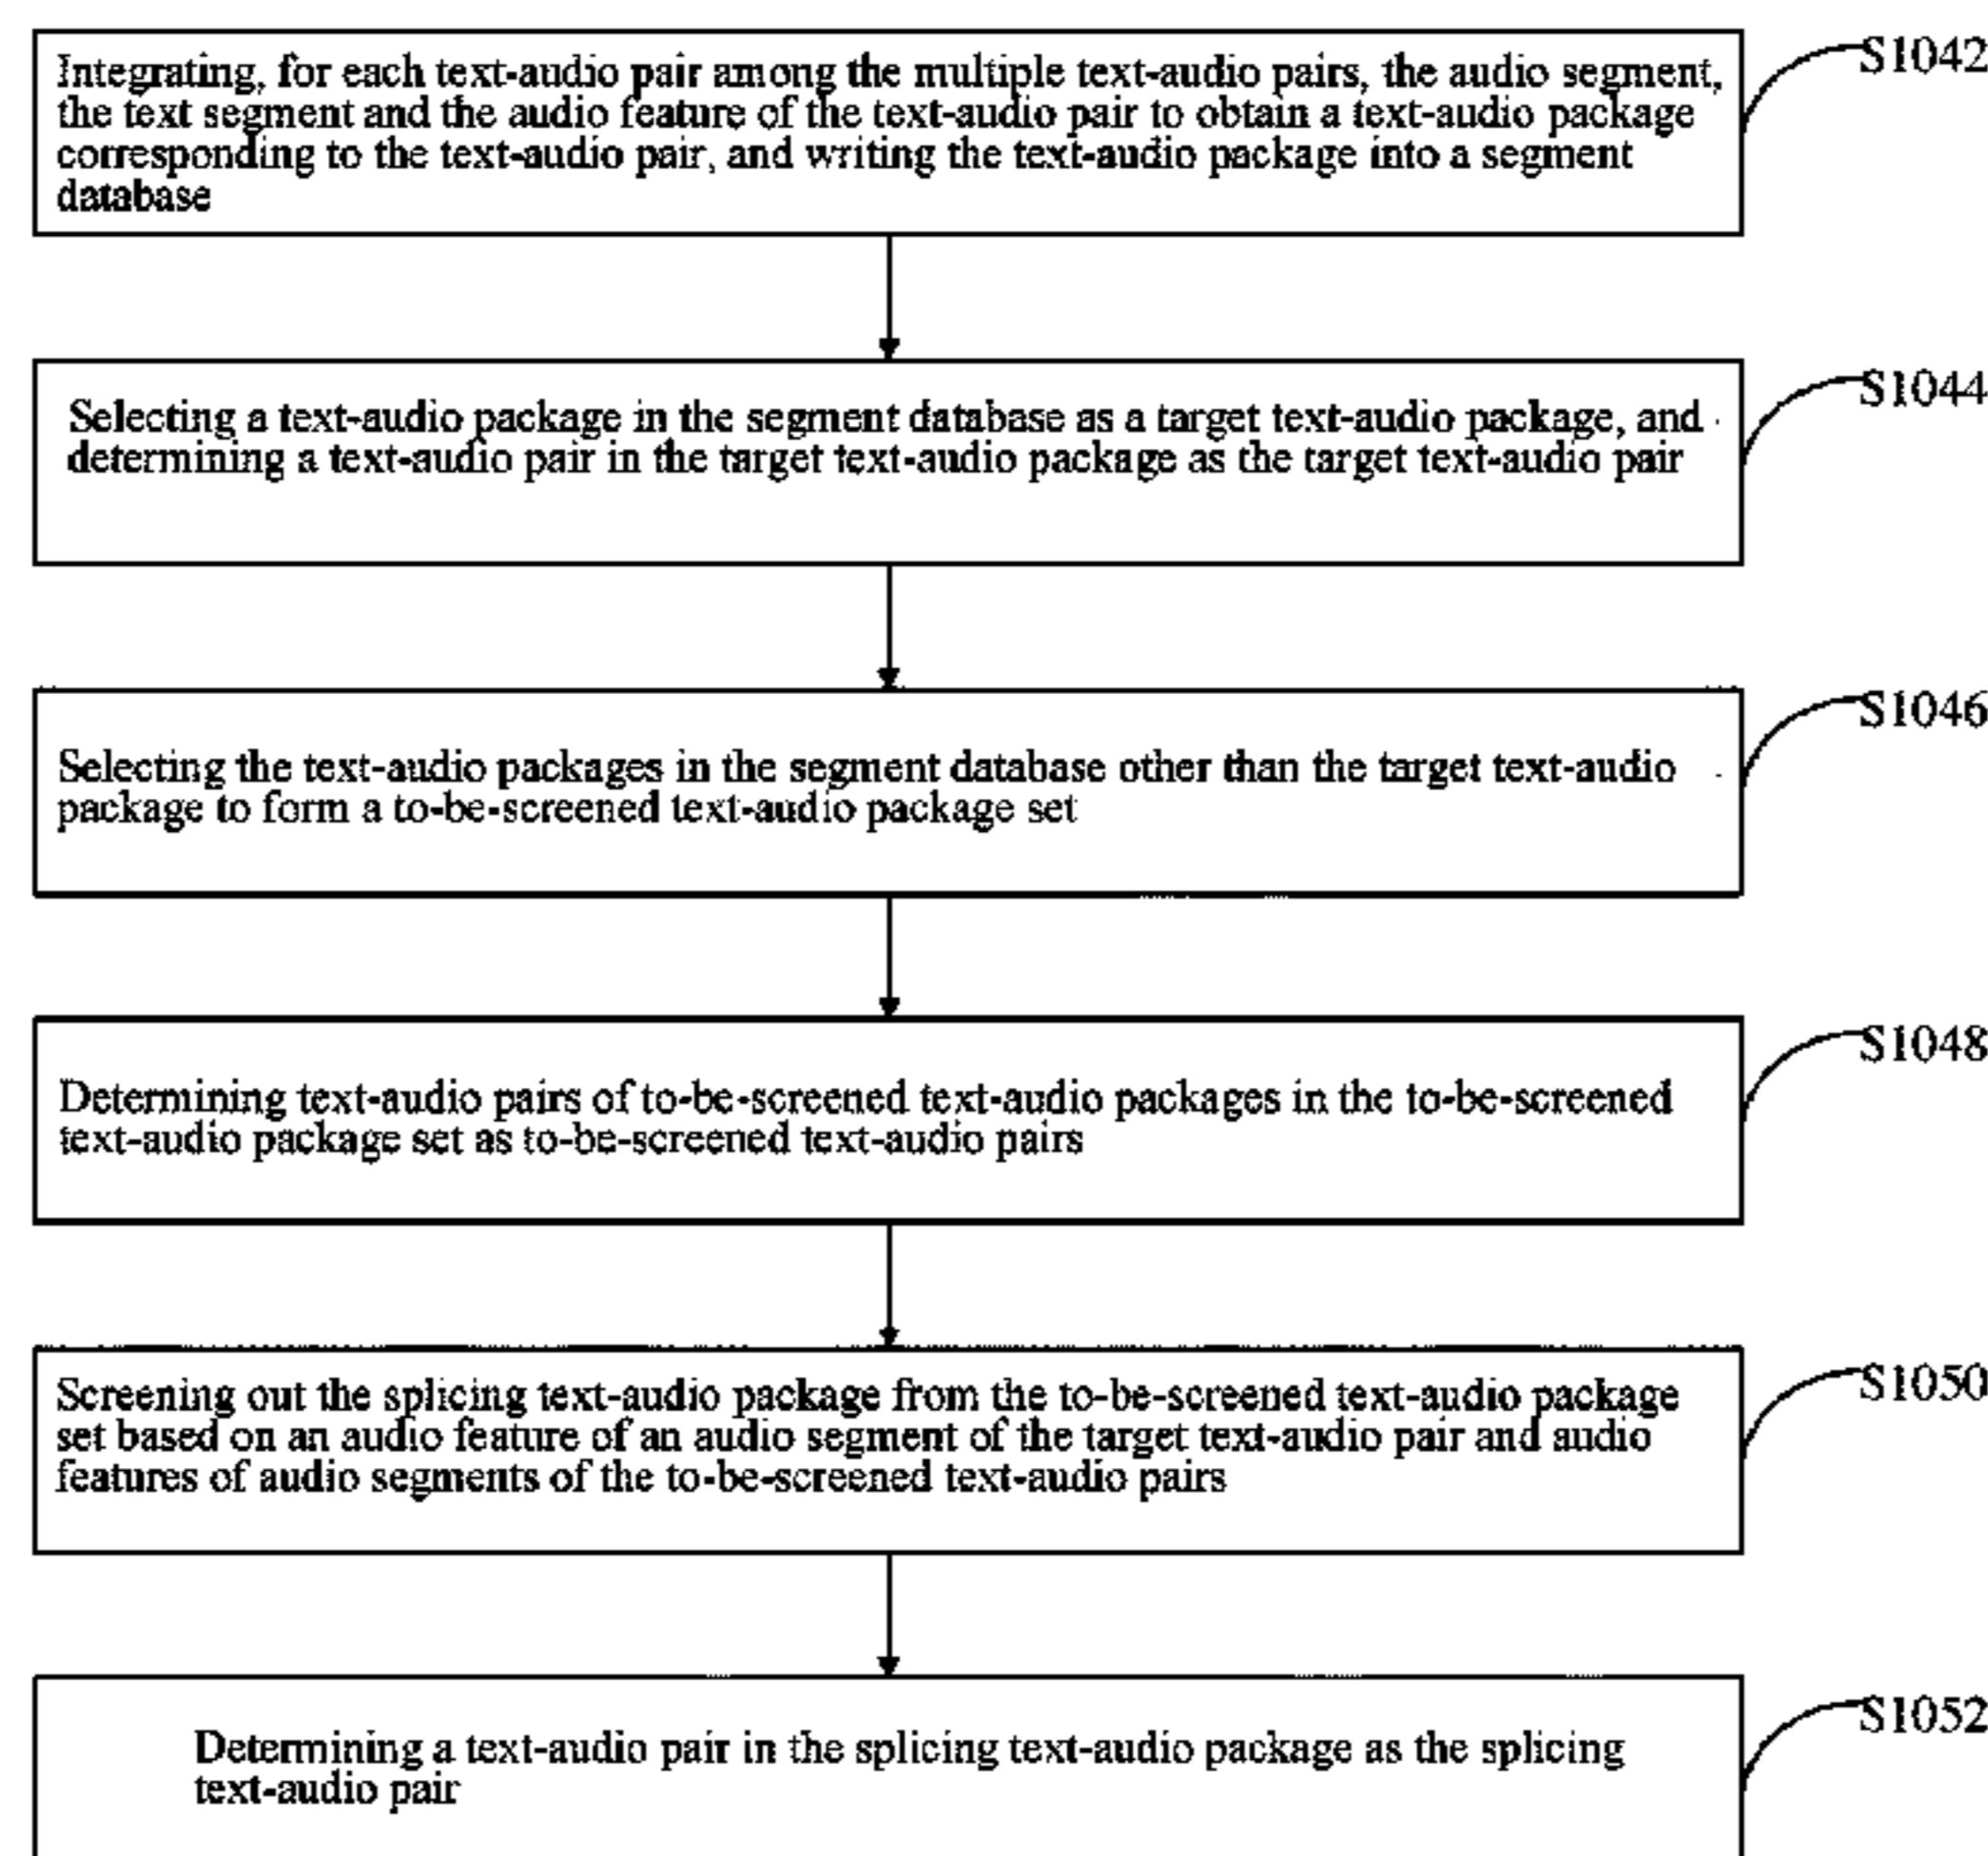 Integrating, for each text-audio pair among the multiple text-audio pairs, the audio segment,
the text segment and the audio feature of the text-audio pair to obtain a text-audio package
corresponding to the text-audio pair, and writing the text-audio package into a segment
database
S1042
Selecting a text-audio package in the segment database as a target text-audio package, and
determining a text-audio pair in the target text-audio package as the target text-audio pair
S1044
Selecting the text-audio packages in the segment database other than the target text-audio
package to form a to-be-screened text-audio package set
S1046
Determining text-audio pairs of to-be-screened text-audio packages in the to-be-screened
text-audio package set as to-be-screened text-audio pairs
S1048
Screening out the splicing text-audio package from the to-be-screened text-audio package
set based on an audio feature of an audio segment of the target text-audio pair and audio
features of audio segments of the to-be-screened text-audio pairs
S1050
Determining a text-audio pair in the splicing text-audio package as the splicing
text-audio pair
S1052